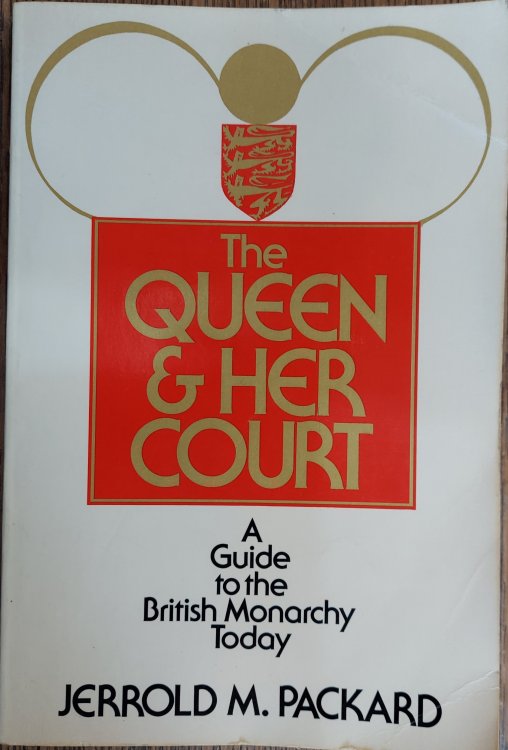 The
QUEEN
& HER
COURT
A
Guide
to the
British Monarchy
Today
JERROLD M. PACKARD